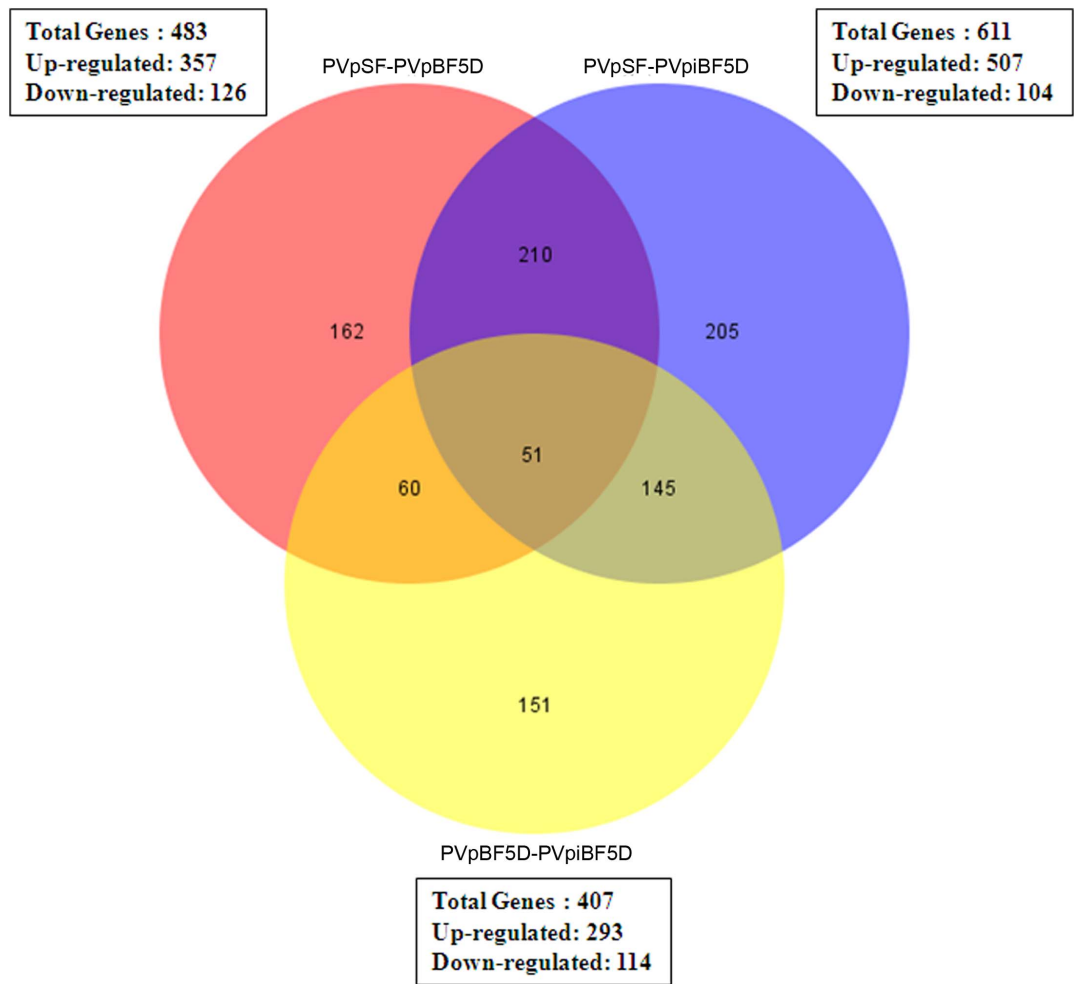 Total Genes : 483
Up-regulated: 357
Down-regulated: 126
Total Genes : 611
Up-regulated: 507
Down-regulated: 104
PVpSF-PVpBF5D
PVpSF-PVpiBF5D
210
162
205
51
60
145
151
PVpBF5D-PVpiBF5D
Total Genes : 407
Up-regulated: 293
Down-regulated: 114